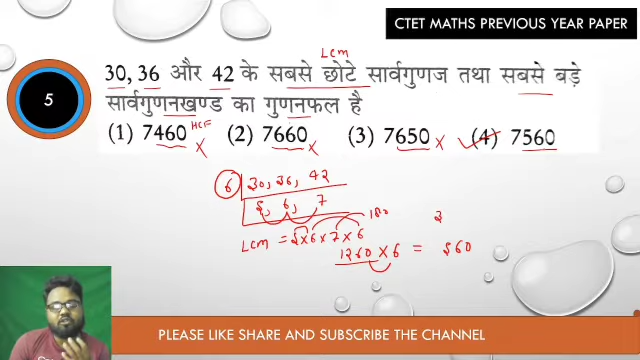 CTET MATHS PREVIOUS YEAR PAPER
5
LCM
30, 36 और 42 के सबसे छोटे सार्वगुणज तथा सबसे बड़े
सार्वगुणनखण्ड का गुणनफल है
HCF
(1) 7460 (2) 7660 (3) 7650 (4) 7560
6 30, 36, 42
5, 6, 7
180
LCM = 5×6×7×6
1260 × 6 = 560
PLEASE LIKE SHARE AND SUBSCRIBE THE CHANNEL